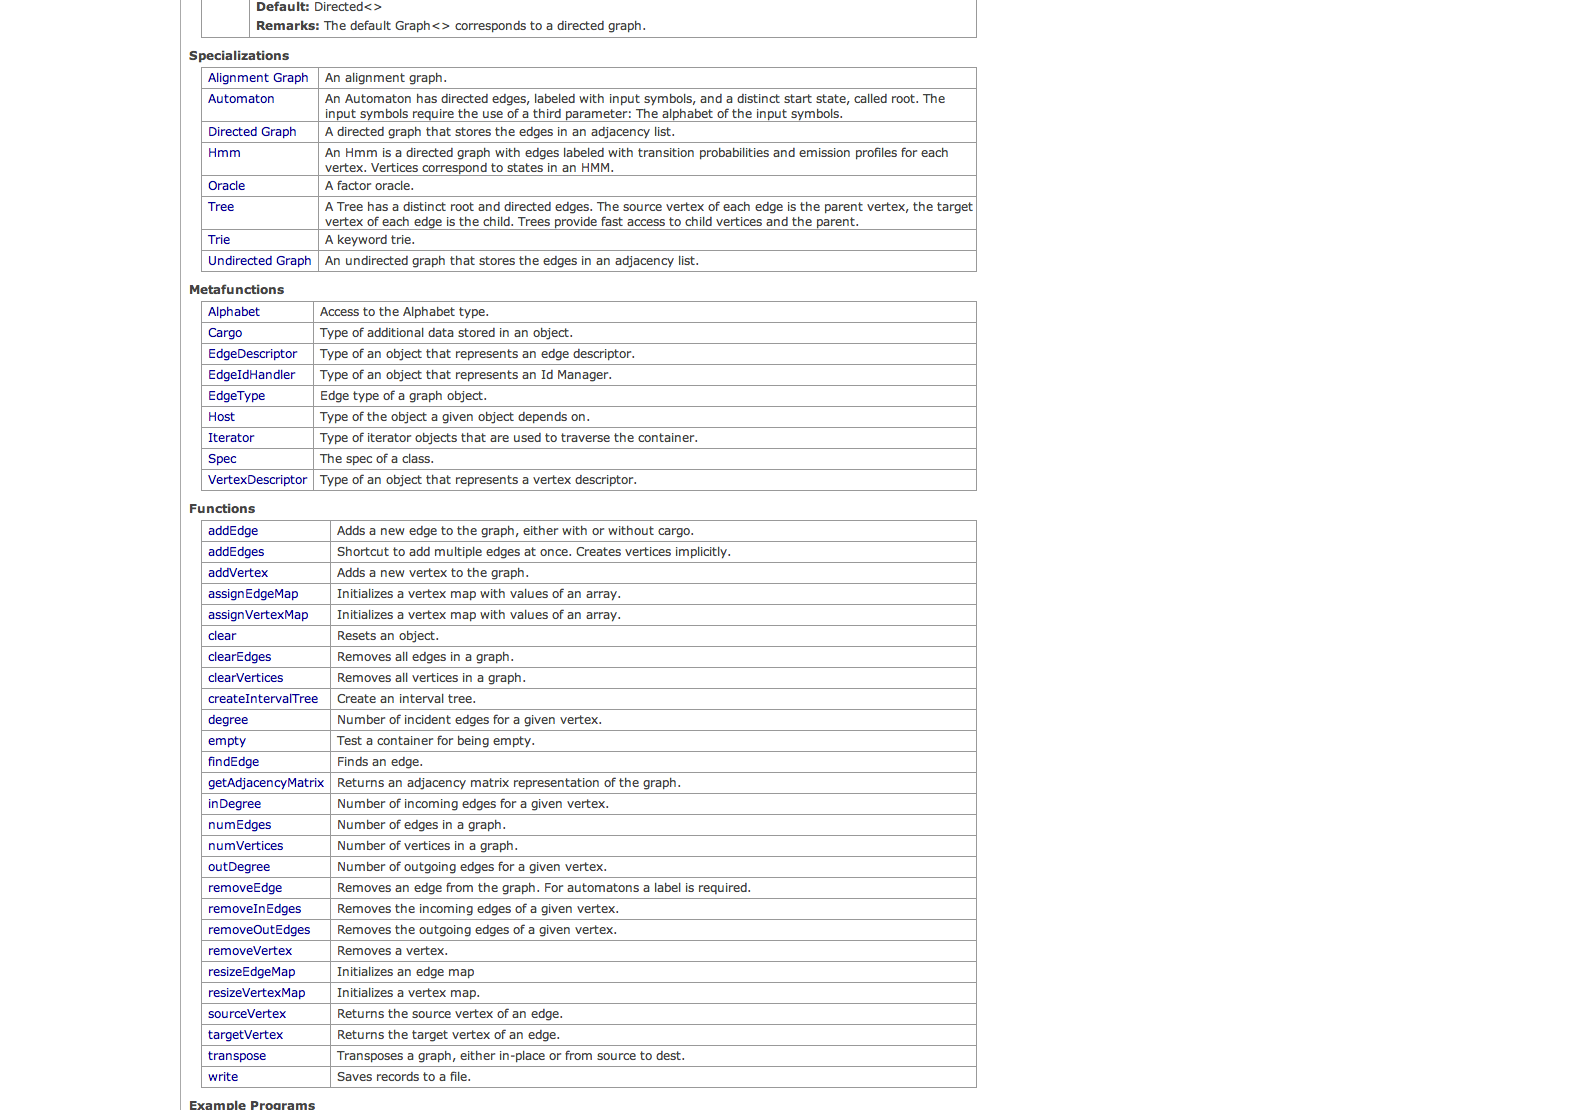 Default: Directed<>
Remarks: The default Graph<> corresponds to a directed graph.
Specializations
Alignment Graph An alignment graph.
Automaton An Automaton has directed edges, labeled with input symbols, and a distinct start state, called root. The
input symbols require the use of a third parameter: The alphabet of the input symbols.
Directed Graph A directed graph that stores the edges in an adjacency list.
Hmm An Hmm is a directed graph with edges labeled with transition probabilities and emission profiles for each
vertex. Vertices correspond to states in an HMM.
Oracle A factor oracle.
Tree A Tree has a distinct root and directed edges. The source vertex of each edge is the parent vertex, the target
vertex of each edge is the child. Trees provide fast access to child vertices and the parent.
Trie A keyword trie.
Undirected Graph An undirected graph that stores the edges in an adjacency list.
Metafunctions
Alphabet Access to the Alphabet type.
Cargo Type of additional data stored in an object.
EdgeDescriptor Type of an object that represents an edge descriptor.
EdgeIdHandler Type of an object that represents an Id Manager.
EdgeType Edge type of a graph object.
Host Type of the object a given object depends on.
Iterator Type of iterator objects that are used to traverse the container.
Spec The spec of a class.
VertexDescriptor Type of an object that represents a vertex descriptor.
Functions
addEdge Adds a new edge to the graph, either with or without cargo.
addEdges Shortcut to add multiple edges at once. Creates vertices implicitly.
addVertex Adds a new vertex to the graph.
assignEdgeMap Initializes a vertex map with values of an array.
assignVertexMap Initializes a vertex map with values of an array.
clear Resets an object.
clearEdges Removes all edges in a graph.
clearVertices Removes all vertices in a graph.
createIntervalTree Create an interval tree.
degree Number of incident edges for a given vertex.
empty Test a container for being empty.
findEdge Finds an edge.
getAdjacencyMatrix Returns an adjacency matrix representation of the graph.
inDegree Number of incoming edges for a given vertex.
numEdges Number of edges in a graph.
numVertices Number of vertices in a graph.
outDegree Number of outgoing edges for a given vertex.
removeEdge Removes an edge from the graph. For automatons a label is required.
removeInEdges Removes the incoming edges of a given vertex.
removeOutEdges Removes the outgoing edges of a given vertex.
removeVertex Removes a vertex.
resizeEdgeMap Initializes an edge map
resizeVertexMap Initializes a vertex map.
sourceVertex Returns the source vertex of an edge.
targetVertex Returns the target vertex of an edge.
transpose Transposes a graph, either in-place or from source to dest.
write Saves records to a file.
Example Programs